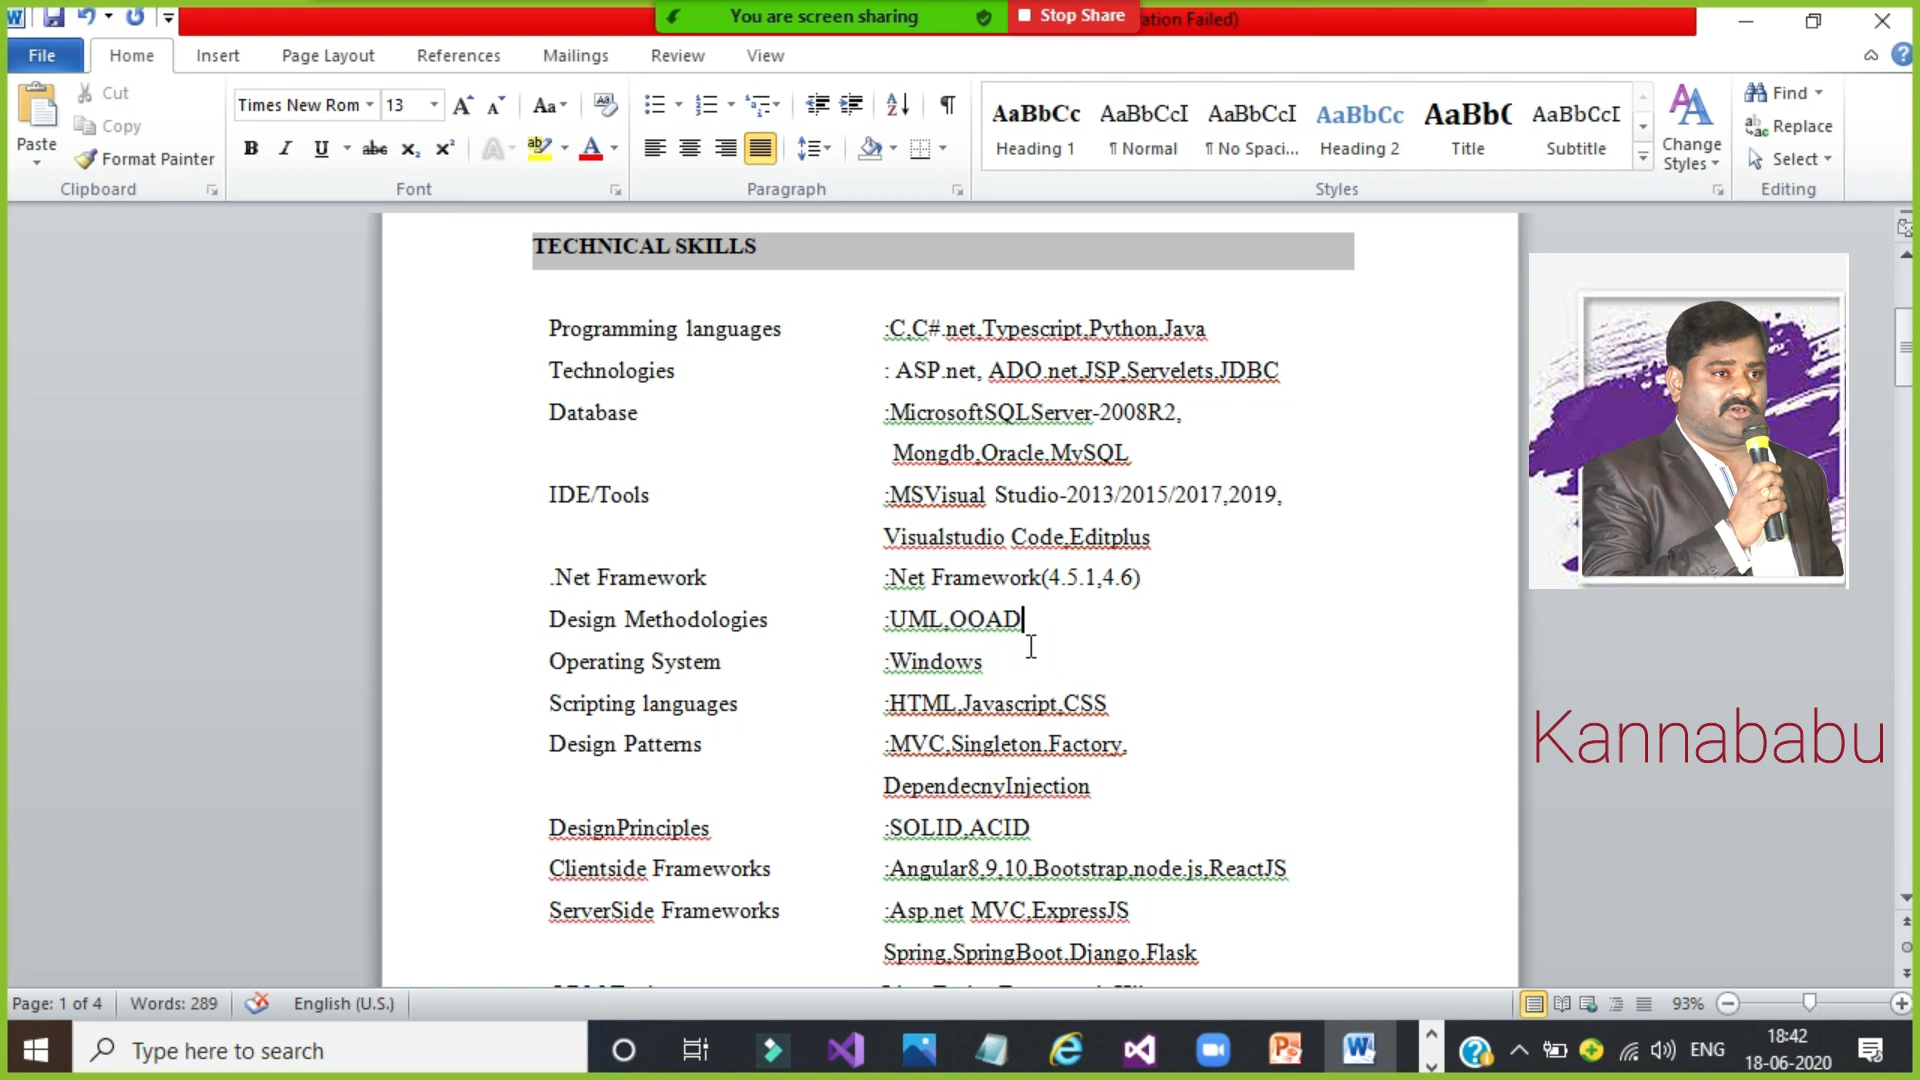 You are screen sharing
Stop Share
ation Failed)
File Home Insert Page Layout References Mailings Review View
Paste
Cut
Copy
Format Painter
Clipboard
Times New Rom 13
Font
Paragraph
AaBbCc AaBbCcI AaBbCcI AaBbCc AaBb( AaBbCcI
Heading 1 ¶ Normal ¶ No Spaci... Heading 2 Title Subtitle
Styles
Change
Styles
Find
Replace
Select
Editing
TECHNICAL SKILLS
Programming languages :C,C#.net,Typescript,Python,Java
Technologies : ASP.net, ADO.net,JSP,Servelets,JDBC
Database :MicrosoftSQLServer-2008R2,
Mongdb,Oracle,MySQL
IDE/Tools :MSVisual Studio-2013/2015/2017,2019,
Visualstudio Code,Editplus
.Net Framework :Net Framework(4.5.1,4.6)
Design Methodologies :UML,OOAD
Operating System :Windows
Scripting languages :HTML,Javascript,CSS
Design Patterns :MVC,Singleton,Factory,
DependecnyInjection
DesignPrinciples :SOLID,ACID
Clientside Frameworks :Angular8,9,10,Bootstrap,node.js,ReactJS
ServerSide Frameworks :Asp.net MVC,ExpressJS
Spring,SpringBoot,Django,Flask
Kannababu
Page: 1 of 4 Words: 289 English (U.S.) 93%
Type here to search
ENG
18:42
18-06-2020